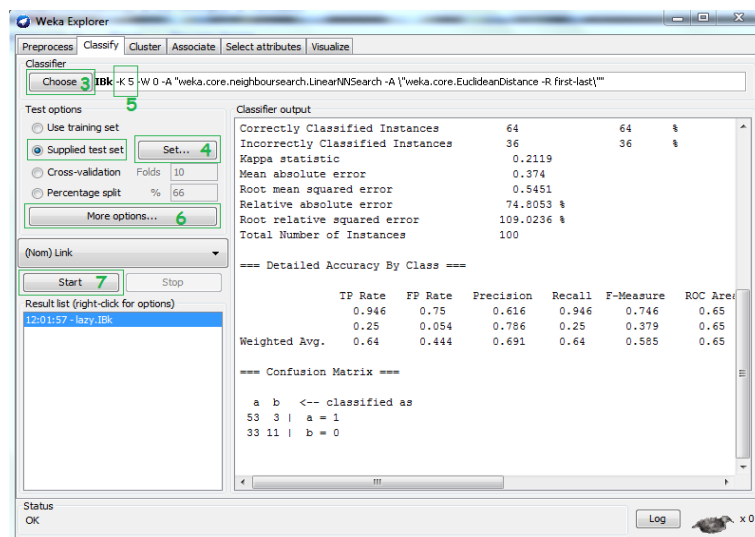 Weka Explorer
Preprocess Classify Cluster Associate Select attributes Visualize
Classifier
Choose 3 IBk -K 5 -W 0 -A "weka.core.neighboursearch.LinearNNSearch -A \"weka.core.EuclideanDistance -R first-last\""
5
Test options
Use training set
Supplied test set Set... 4
Cross-validation Folds 10
Percentage split % 66
More options... 6
(Nom) Link
Start 7 Stop
Result list (right-click for options)
12:01:57 - lazy.IBk
Classifier output
Correctly Classified Instances 64 64 %
Incorrectly Classified Instances 36 36 %
Kappa statistic 0.2119
Mean absolute error 0.374
Root mean squared error 0.5451
Relative absolute error 74.8053 %
Root relative squared error 109.0236 %
Total Number of Instances 100
=== Detailed Accuracy By Class ===
TP Rate FP Rate Precision Recall F-Measure ROC Area
0.946 0.75 0.616 0.946 0.746 0.65
0.25 0.054 0.786 0.25 0.379 0.65
Weighted Avg. 0.64 0.444 0.691 0.64 0.585 0.65
=== Confusion Matrix ===
a b <-- classified as
53 3 | a = 1
33 11 | b = 0
Status
OK
Log
x 0